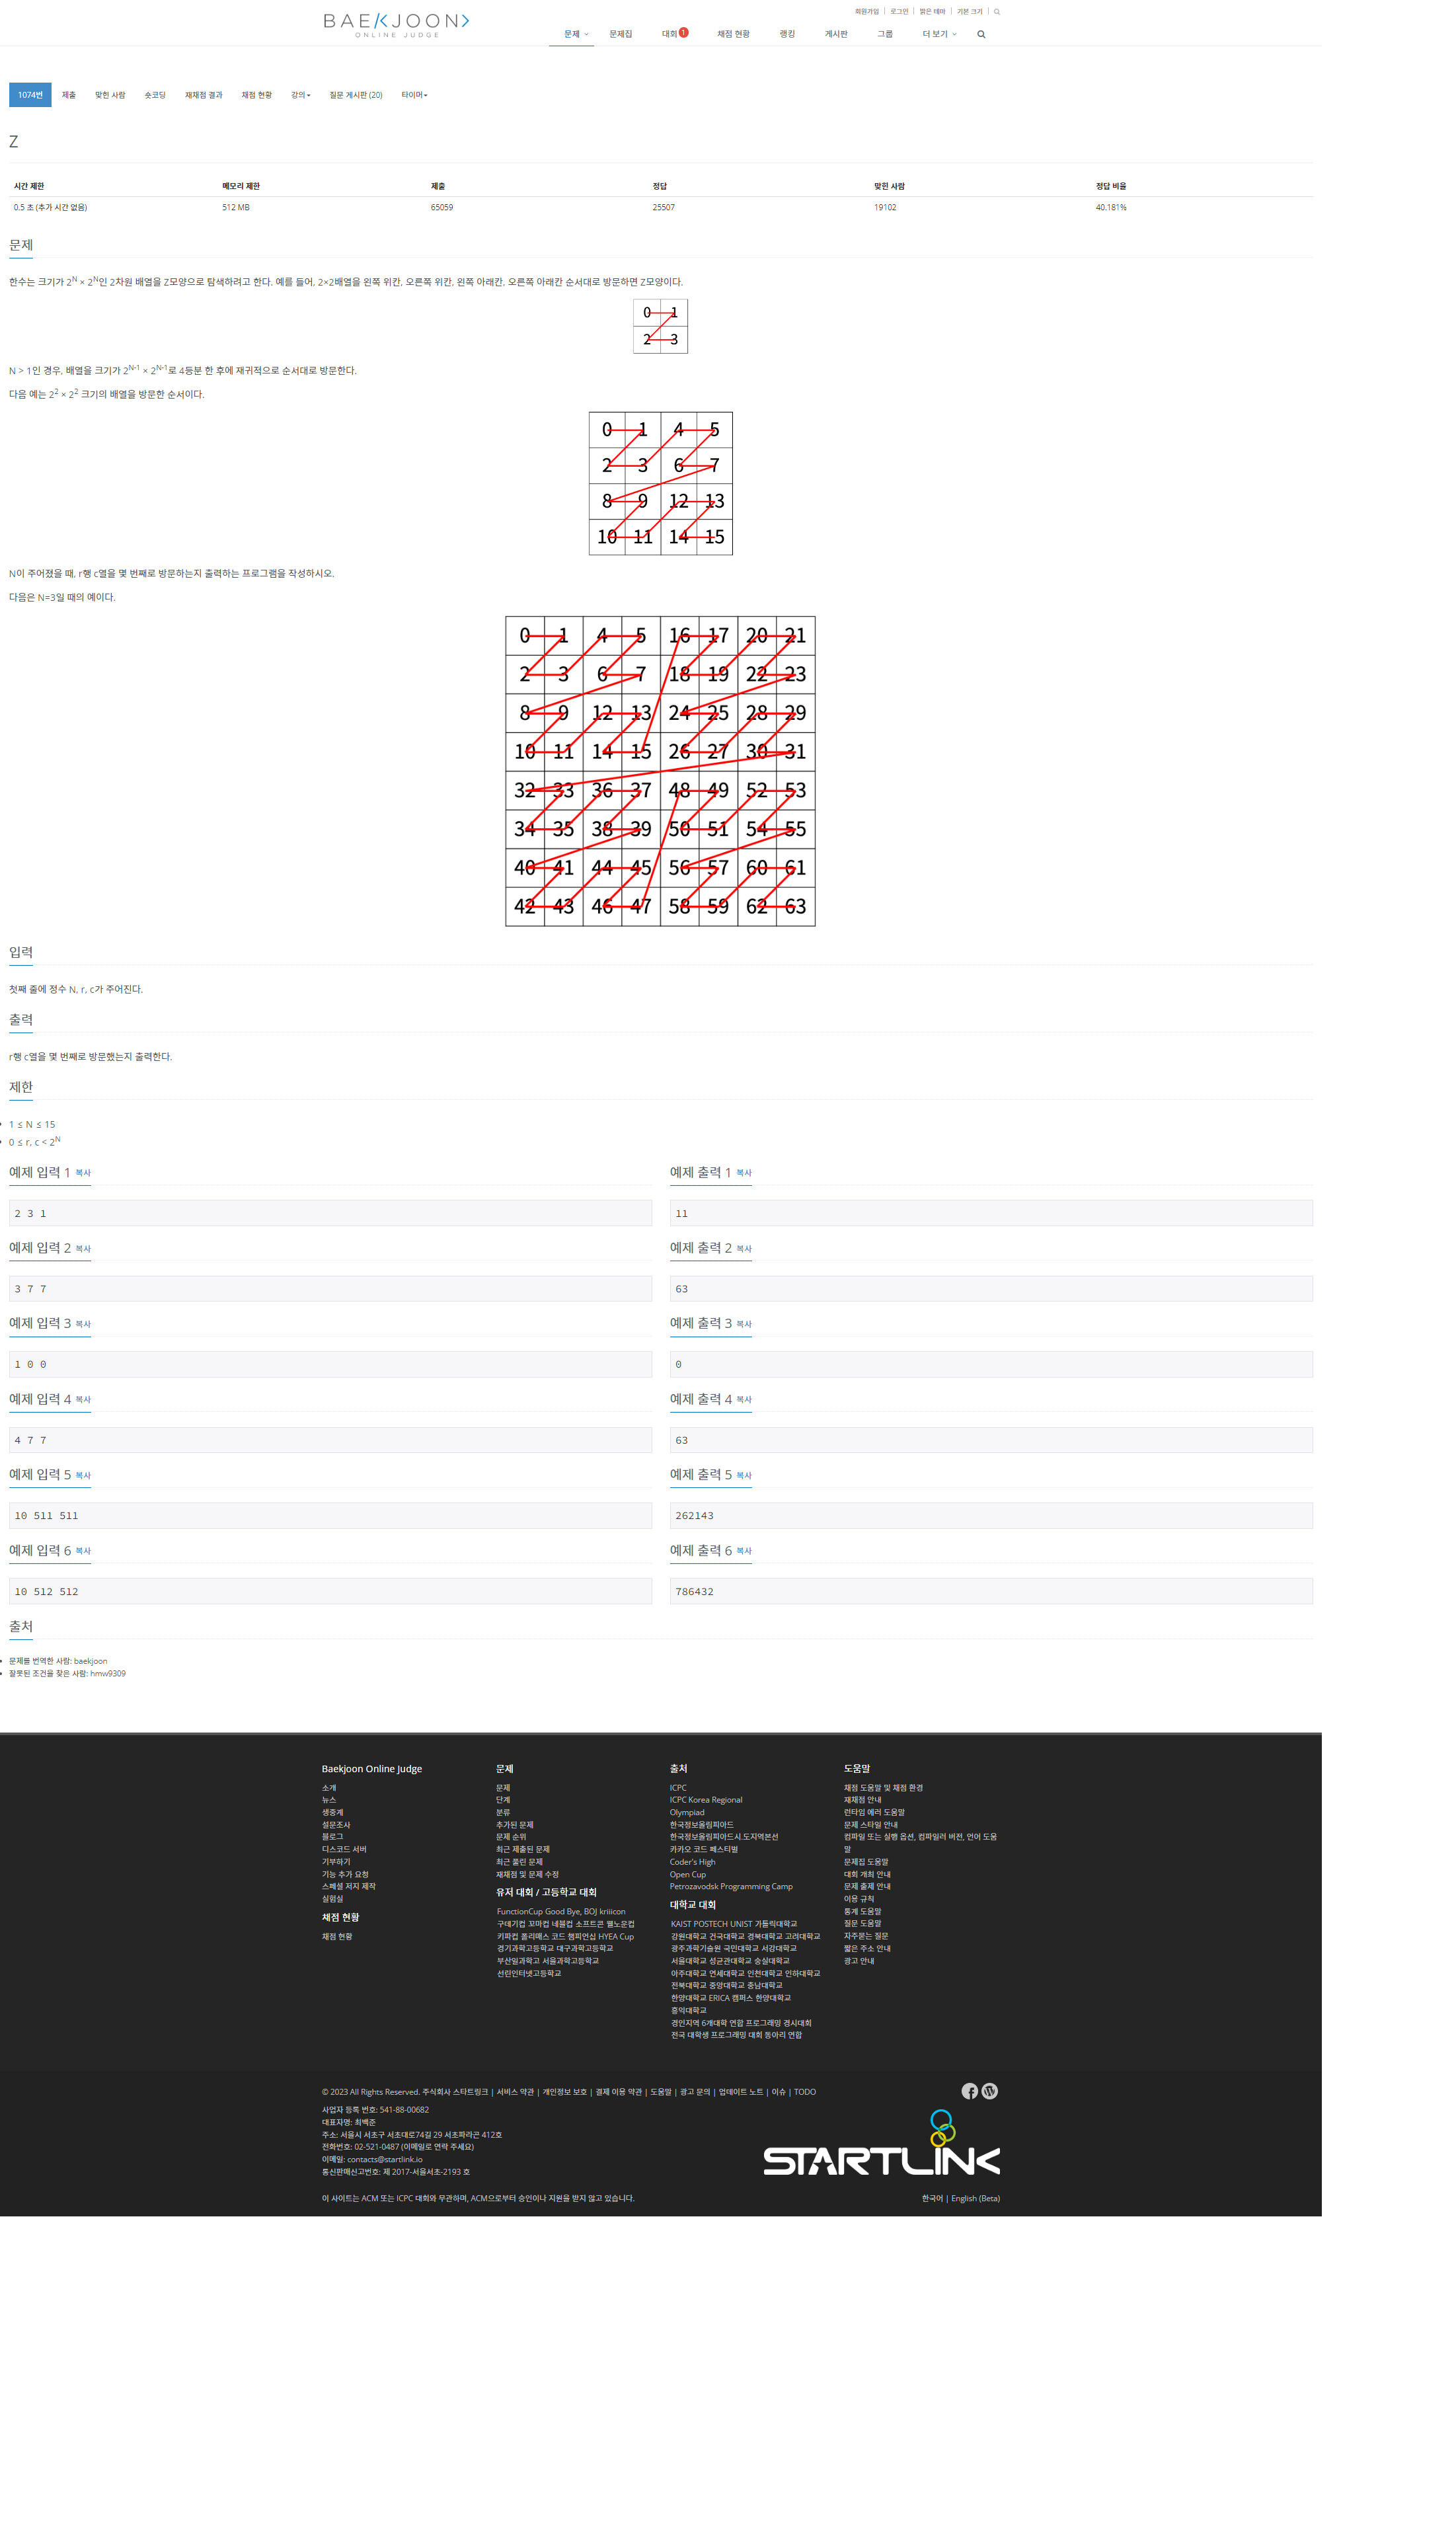 회원가입 | 로그인 | 밝은 테마 | 기본 크기 |
BAEKJOON>
ONLINE JUDGE
문제 문제집 대회 1 채점 현황 랭킹 게시판 그룹 더 보기
1074번 제출 맞힌 사람 숏코딩 재채점 결과 채점 현황 강의 질문 게시판 (20) 타이머
Z
시간 제한 메모리 제한 제출 정답 맞힌 사람 정답 비율
0.5 초 (추가 시간 없음) 512 MB 65059 25507 19102 40.181%
문제
한수는 크기가 2^N × 2^N인 2차원 배열을 Z모양으로 탐색하려고 한다. 예를 들어, 2×2배열을 왼쪽 위칸, 오른쪽 위칸, 왼쪽 아래칸, 오른쪽 아래칸 순서대로 방문하면 Z모양이다.
0 1
2 3
N > 1인 경우, 배열을 크기가 2^N-1 × 2^N-1로 4등분 한 후에 재귀적으로 순서대로 방문한다.
다음 예는 2^2 × 2^2 크기의 배열을 방문한 순서이다.
0 1 4 5
2 3 6 7
8 9 12 13
10 11 14 15
N이 주어졌을 때, r행 c열을 몇 번째로 방문하는지 출력하는 프로그램을 작성하시오.
다음은 N=3일 때의 예이다.
0 1 4 5 16 17 20 21
2 3 6 7 18 19 22 23
8 9 12 13 24 25 28 29
10 11 14 15 26 27 30 31
32 33 36 37 48 49 52 53
34 35 38 39 50 51 54 55
40 41 44 45 56 57 60 61
42 43 46 47 58 59 62 63
입력
첫째 줄에 정수 N, r, c가 주어진다.
출력
r행 c열을 몇 번째로 방문했는지 출력한다.
제한
1 ≤ N ≤ 15
0 ≤ r, c < 2^N
예제 입력 1 복사 예제 출력 1 복사
2 3 1 11
예제 입력 2 복사 예제 출력 2 복사
3 7 7 63
예제 입력 3 복사 예제 출력 3 복사
1 0 0 0
예제 입력 4 복사 예제 출력 4 복사
4 7 7 63
예제 입력 5 복사 예제 출력 5 복사
10 511 511 262143
예제 입력 6 복사 예제 출력 6 복사
10 512 512 786432
출처
문제를 번역한 사람: baekjoon
잘못된 조건을 찾은 사람: hmw9309
Baekjoon Online Judge
소개
뉴스
생중계
설문조사
블로그
디스코드 서버
기부하기
기능 추가 요청
스페셜 저지 제작
실험실
채점 현황
채점 현황
문제
문제
단계
분류
추가된 문제
문제 순위
최근 제출된 문제
최근 풀린 문제
재채점 및 문제 수정
유저 대회 / 고등학교 대회
FunctionCup Good Bye, BOJ kriiicon
구데기컵 꼬마컵 네블컵 소프트콘 웰노운컵
키파컵 폴리매스 코드 챔피언십 HYEA Cup
경기과학고등학교 대구과학고등학교
부산일과학고 서울과학고등학교
선린인터넷고등학교
출처
ICPC
ICPC Korea Regional
Olympiad
한국정보올림피아드
한국정보올림피아드시.도지역본선
카카오 코드 페스티벌
Coder's High
Open Cup
Petrozavodsk Programming Camp
대학교 대회
KAIST POSTECH UNIST 가톨릭대학교
강원대학교 건국대학교 경북대학교 고려대학교
광주과학기술원 국민대학교 서강대학교
서울대학교 성균관대학교 숭실대학교
아주대학교 연세대학교 인천대학교 인하대학교
전북대학교 중앙대학교 충남대학교
한양대학교 ERICA 캠퍼스 한양대학교
홍익대학교
경인지역 6개대학 연합 프로그래밍 경시대회
전국 대학생 프로그래밍 대회 동아리 연합
도움말
채점 도움말 및 채점 환경
재채점 안내
런타임 에러 도움말
문제 스타일 안내
컴파일 또는 실행 옵션, 컴파일러 버전, 언어 도움
말
문제집 도움말
대회 개최 안내
문제 출제 안내
이용 규칙
통계 도움말
질문 도움말
자주묻는 질문
짧은 주소 안내
광고 안내
© 2023 All Rights Reserved. 주식회사 스타트링크 | 서비스 약관 | 개인정보 보호 | 결제 이용 약관 | 도움말 | 광고 문의 | 업데이트 노트 | 이슈 | TODO
사업자 등록 번호: 541-88-00682
대표자명: 최백준
주소: 서울시 서초구 서초대로74길 29 서초파라곤 412호
전화번호: 02-521-0487 (이메일로 연락 주세요)
이메일: contacts@startlink.io
통신판매신고번호: 제 2017-서울서초-2193 호
STARTLINK
이 사이트는 ACM 또는 ICPC 대회와 무관하며, ACM으로부터 승인이나 지원을 받지 않고 있습니다.
한국어 | English (Beta)